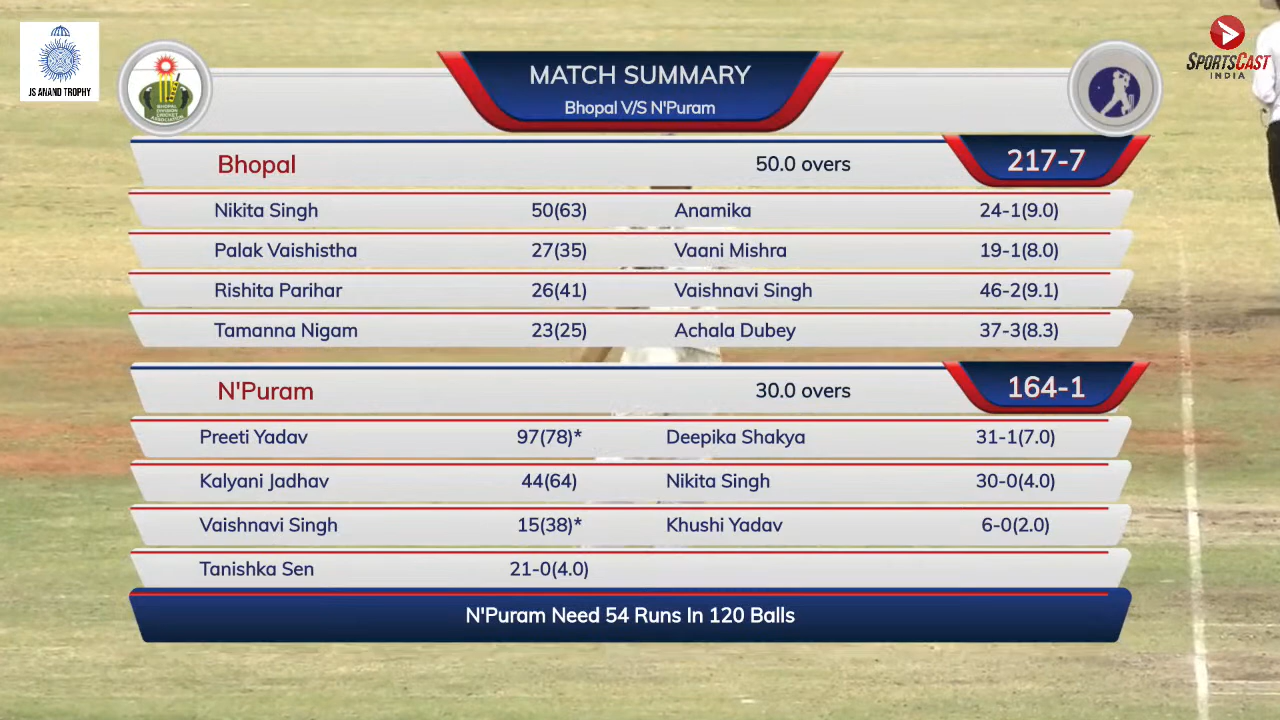 JS ANAND TROPHY
BHOPAL
DIVISION
CRICKET
ASSOCIATION
SPORTSCAST
INDIA
MATCH SUMMARY
Bhopal V/S N'Puram
Bhopal 50.0 overs 217-7
Nikita Singh 50(63) Anamika 24-1(9.0)
Palak Vaishistha 27(35) Vaani Mishra 19-1(8.0)
Rishita Parihar 26(41) Vaishnavi Singh 46-2(9.1)
Tamanna Nigam 23(25) Achala Dubey 37-3(8.3)
N'Puram 30.0 overs 164-1
Preeti Yadav 97(78)* Deepika Shakya 31-1(7.0)
Kalyani Jadhav 44(64) Nikita Singh 30-0(4.0)
Vaishnavi Singh 15(38)* Khushi Yadav 6-0(2.0)
Tanishka Sen 21-0(4.0)
N'Puram Need 54 Runs In 120 Balls